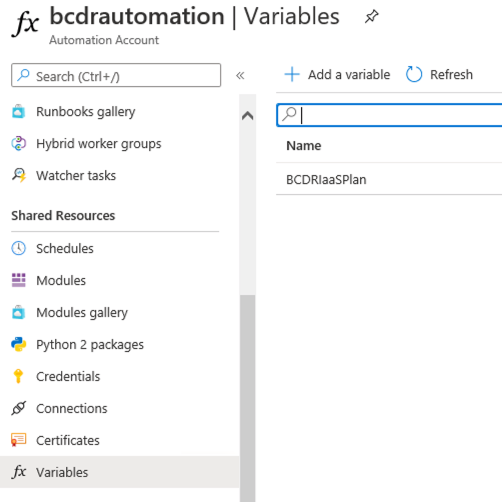 fx bcdrautomation | Variables
Automation Account
Search (Ctrl+/)
«
Add a variable
Refresh
Runbooks gallery
Hybrid worker groups
Watcher tasks
Shared Resources
Schedules
Modules
Modules gallery
Python 2 packages
Credentials
Connections
Certificates
fx Variables
Name
BCDRIaaSPlan